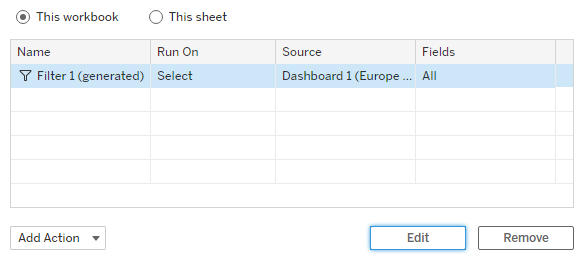 This workbook This sheet
Name Run On Source Fields
Filter 1 (generated) Select Dashboard 1 (Europe ... All
Add Action Edit Remove